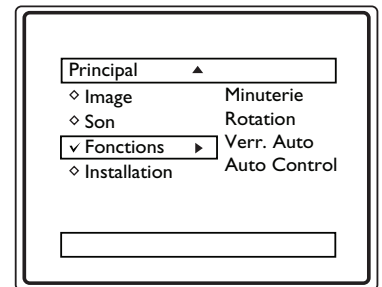 Principal ▲
◇ Image Minuterie
◇ Son Rotation
✓ Fonctions ▶ Verr. Auto
◇ Installation Auto Control